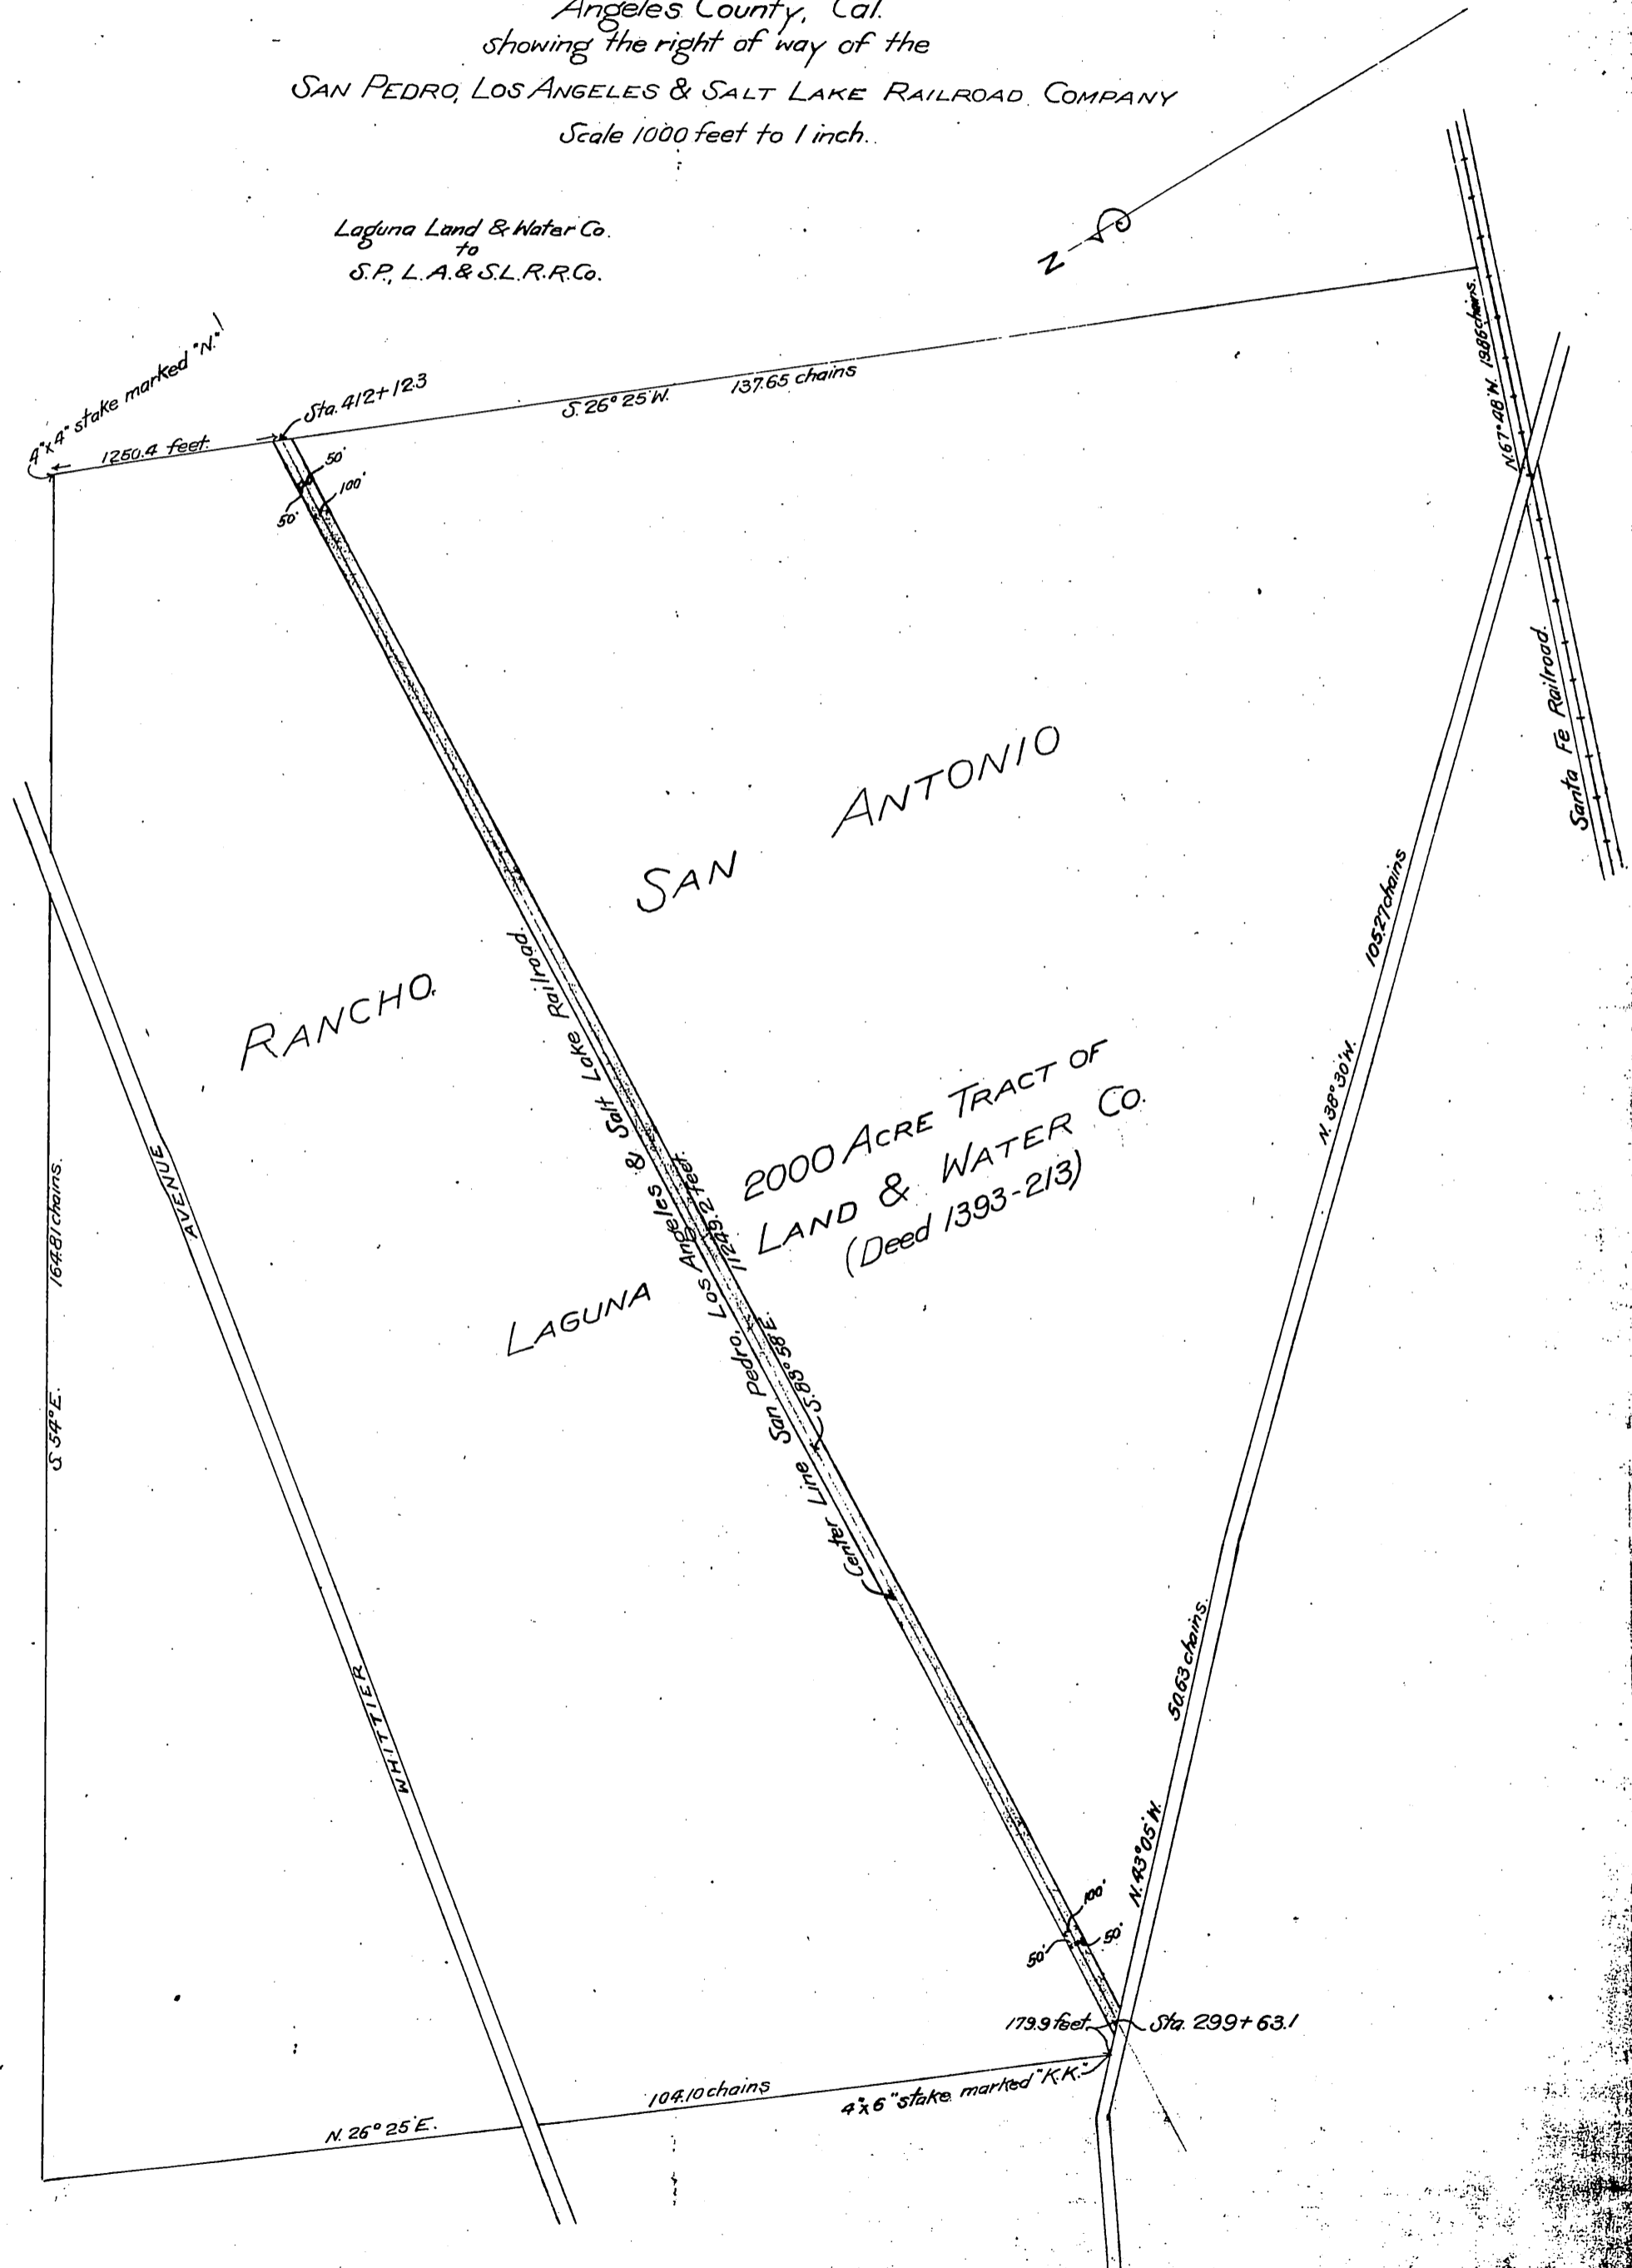 Angeles County, Cal.
showing the right of way of the
SAN PEDRO, LOS ANGELES & SALT LAKE RAILROAD COMPANY
Scale 1000 feet to 1 inch.
Laguna Land & Water Co.
to
S.P., L.A. & S.L.R.R.Co.
N
4"x4" stake marked "N."
1250.4 feet.
Sta. 412+12.3
S. 26° 25' W.
137.65 chains
N. 67° 48' W. 19.86 chains.
50'
100'
50'
Santa Fe Railroad.
SAN ANTONIO
RANCHO
105.27 chains
N. 38° 30' W.
2000 ACRE TRACT OF
LAGUNA LAND & WATER CO.
(Deed 1393-213)
Center Line San Pedro, Los Angeles & Salt Lake Railroad.
S. 83° 58' E. 11249.2 feet.
164.81 chains.
S 54° E.
WHITTIER AVENUE
50.63 chains.
N. 43° 05' W.
100'
50'
50'
179.9 feet
Sta. 299+63.1
4"x6" stake marked "K.K."
104.10 chains
N. 26° 25' E.